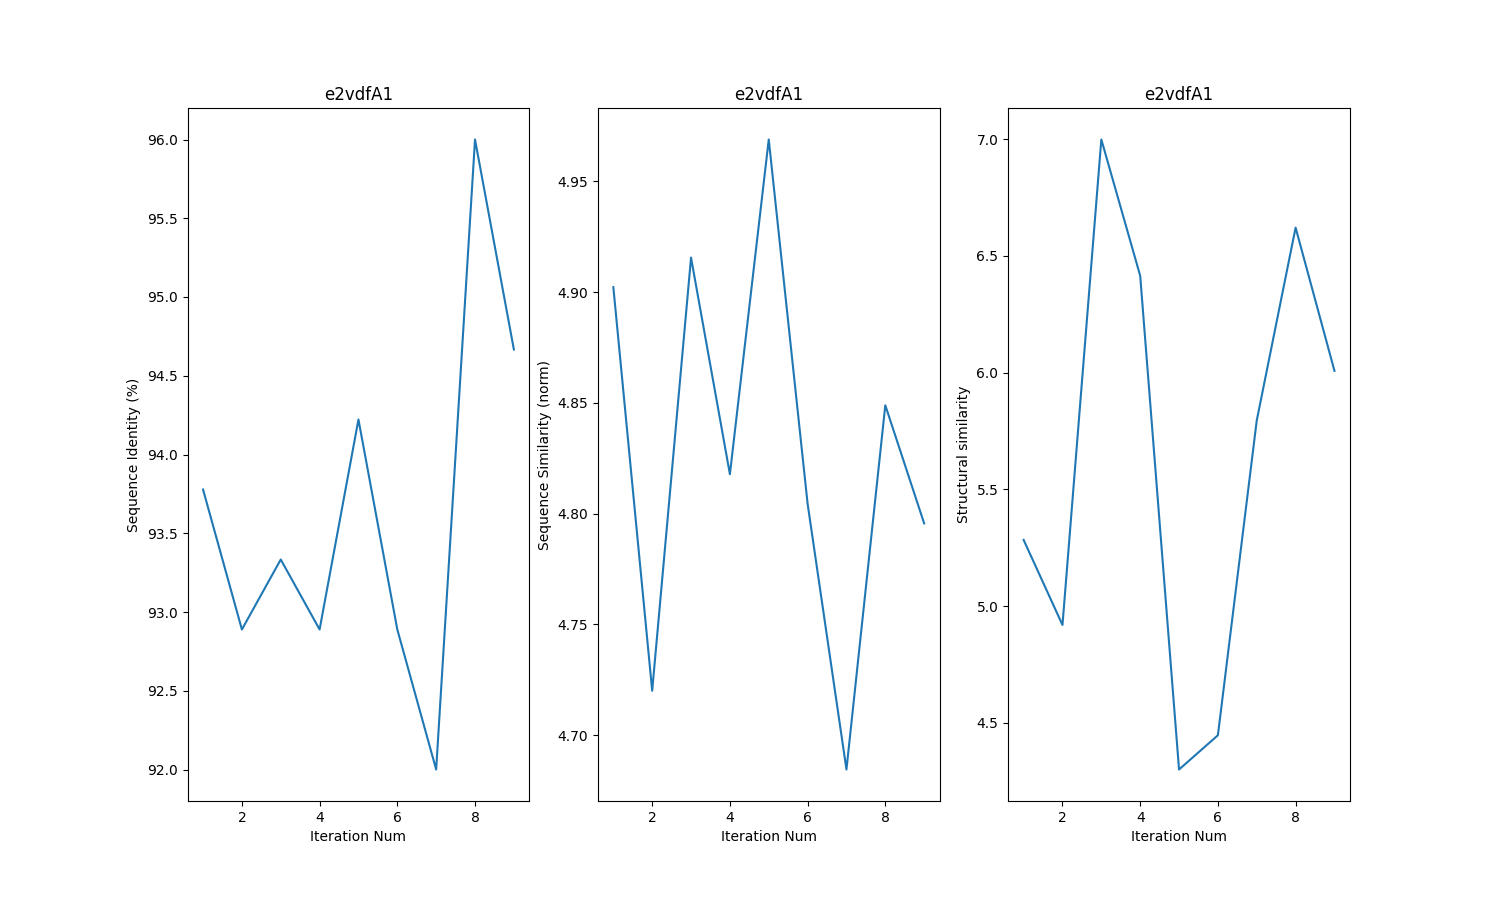 e2vdfA1
96.0
95.5
95.0
94.5
94.0
93.5
93.0
92.5
92.0
Sequence Identity (%)
2 4 6 8
Iteration Num
e2vdfA1
4.95
4.90
4.85
4.80
4.75
4.70
Sequence Similarity (norm)
2 4 6 8
Iteration Num
e2vdfA1
7.0
6.5
6.0
5.5
5.0
4.5
Structural similarity
2 4 6 8
Iteration Num